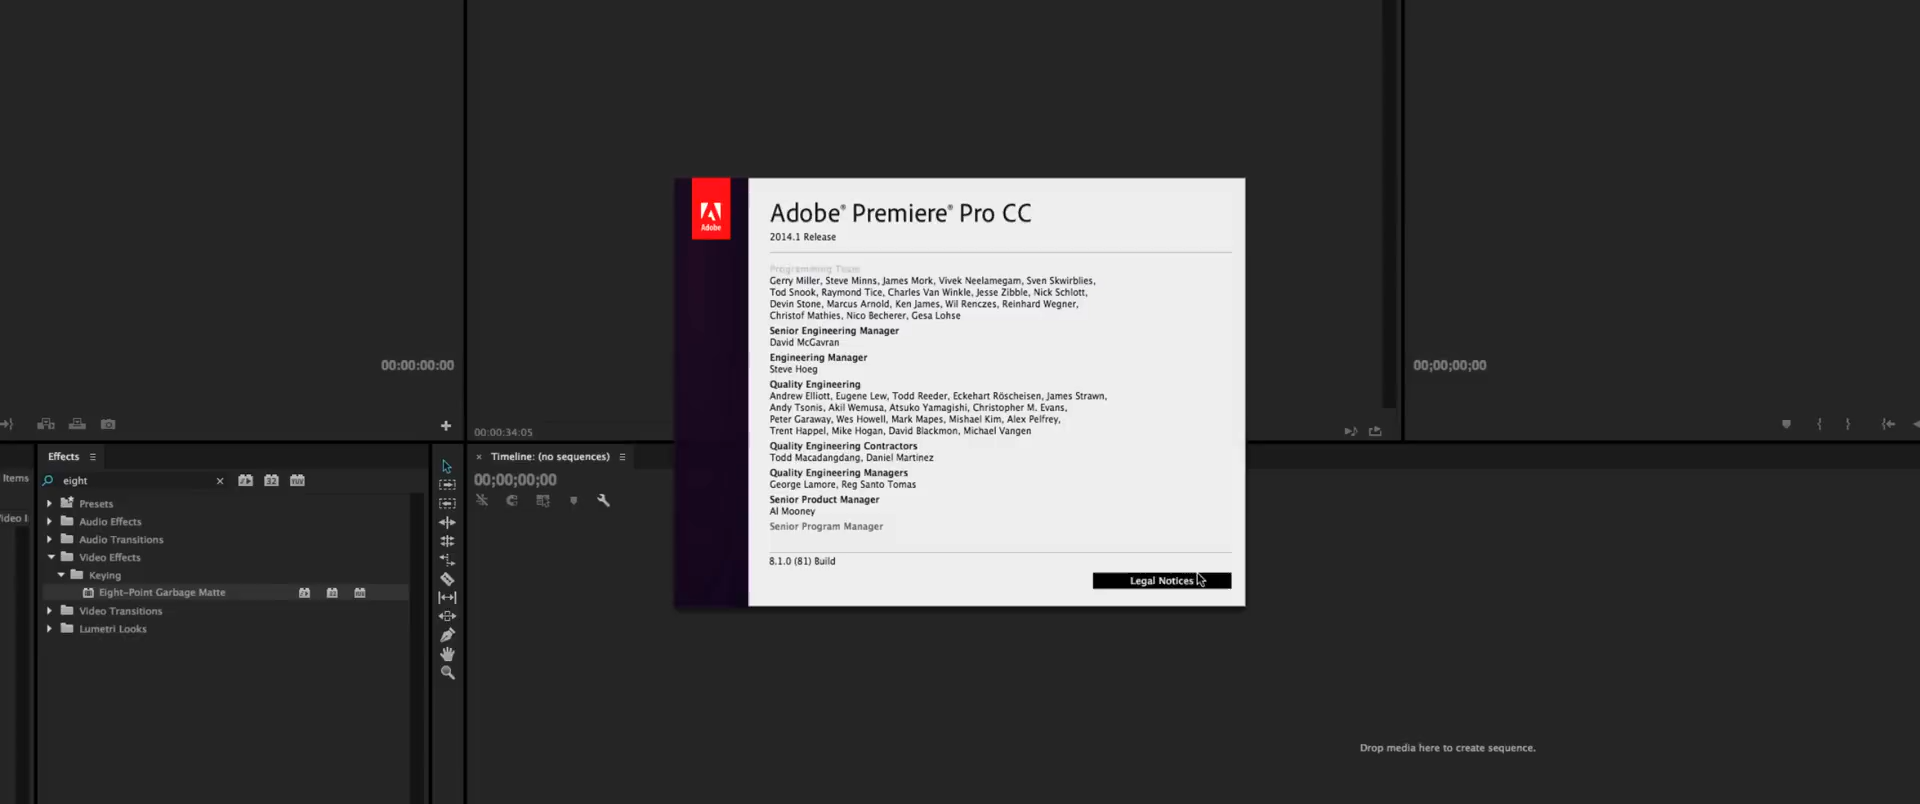 Adobe
Adobe® Premiere® Pro CC
2014.1 Release
Programming Team
Gerry Miller, Steve Minns, James Mork, Vivek Neelamegam, Sven Skwirblies,
Tod Snook, Raymond Tice, Charles Van Winkle, Jesse Zibble, Nick Schlott,
Devin Stone, Marcus Arnold, Ken James, Wil Renczes, Reinhard Wegner,
Christof Mathies, Nico Becherer, Gesa Lohse
Senior Engineering Manager
David McGavran
Engineering Manager
Steve Hoeg
Quality Engineering
Andrew Elliott, Eugene Lew, Todd Reeder, Eckehart Röscheisen, James Strawn,
Andy Tsonis, Akil Wemusa, Atsuko Yamagishi, Christopher M. Evans,
Peter Garaway, Wes Howell, Mark Mapes, Mishael Kim, Alex Pelfrey,
Trent Happel, Mike Hogan, David Blackmon, Michael Vangen
Quality Engineering Contractors
Todd Macadangdang, Daniel Martinez
Quality Engineering Managers
George Lamore, Reg Santo Tomas
Senior Product Manager
Al Mooney
Senior Program Manager
8.1.0 (81) Build
Legal Notices
00:00:00:00
00:00:34:05
00;00;00;00
Items
Video I
Effects
eight
32
YUV
Presets
Audio Effects
Audio Transitions
Video Effects
Keying
Eight-Point Garbage Matte
Video Transitions
Lumetri Looks
× Timeline: (no sequences)
00;00;00;00
Drop media here to create sequence.